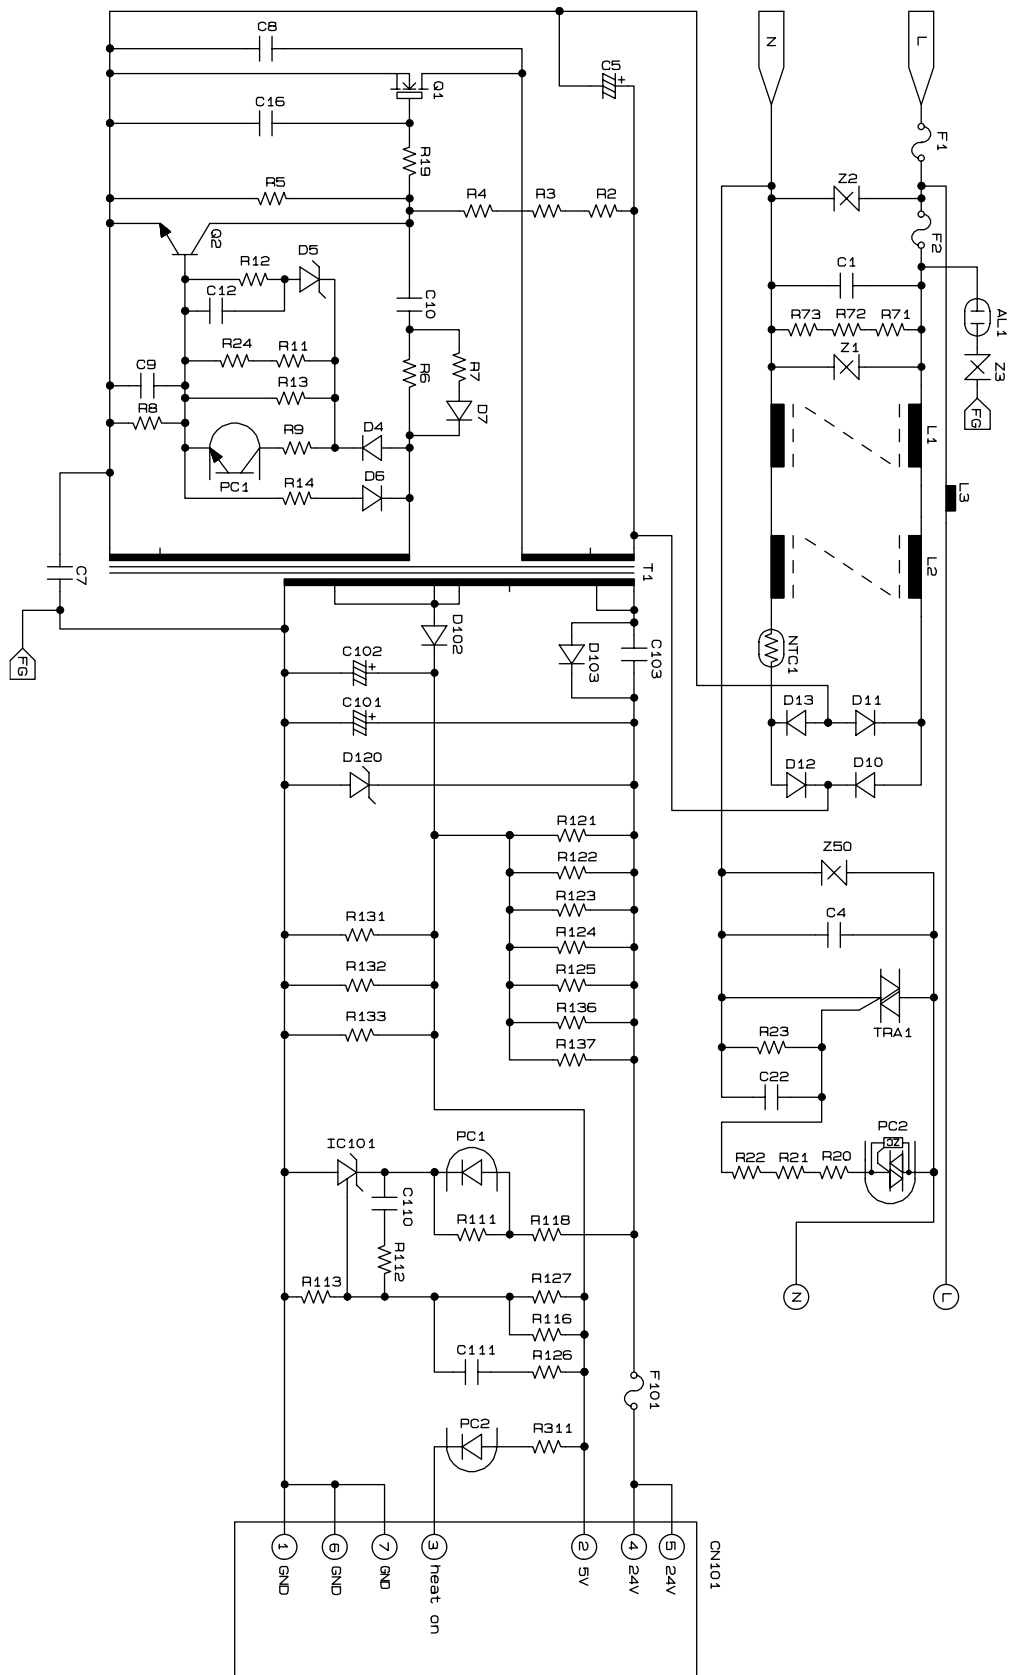 C8
C5
+
N
L
Q1
C16
F1
R19
R5
R4
R3
R2
Z2
Q2
F2
D5
R12
C12
C10
C1
AL1
R73
R72
R71
R24
R11
R6
R7
Z1
Z3
C9
R13
R8
D7
FG
R9
D4
L1
PC1
R14
D6
L3
L2
C7
T1
FG
D102
D103
C103
NTC1
C102
+
C101
+
D13
D11
D120
D12
D10
R121
Z50
R122
R123
C4
R131
R124
R132
R125
R133
R136
TRA1
R137
R23
C22
IC101
PC1
PC2
ZC
R22
R21
R20
C110
R111
R118
R112
R113
R127
N
L
R116
C111
R126
F101
PC2
R311
CN101
1 GND
6 GND
7 GND
3 heat on
2 5V
4 24V
5 24V